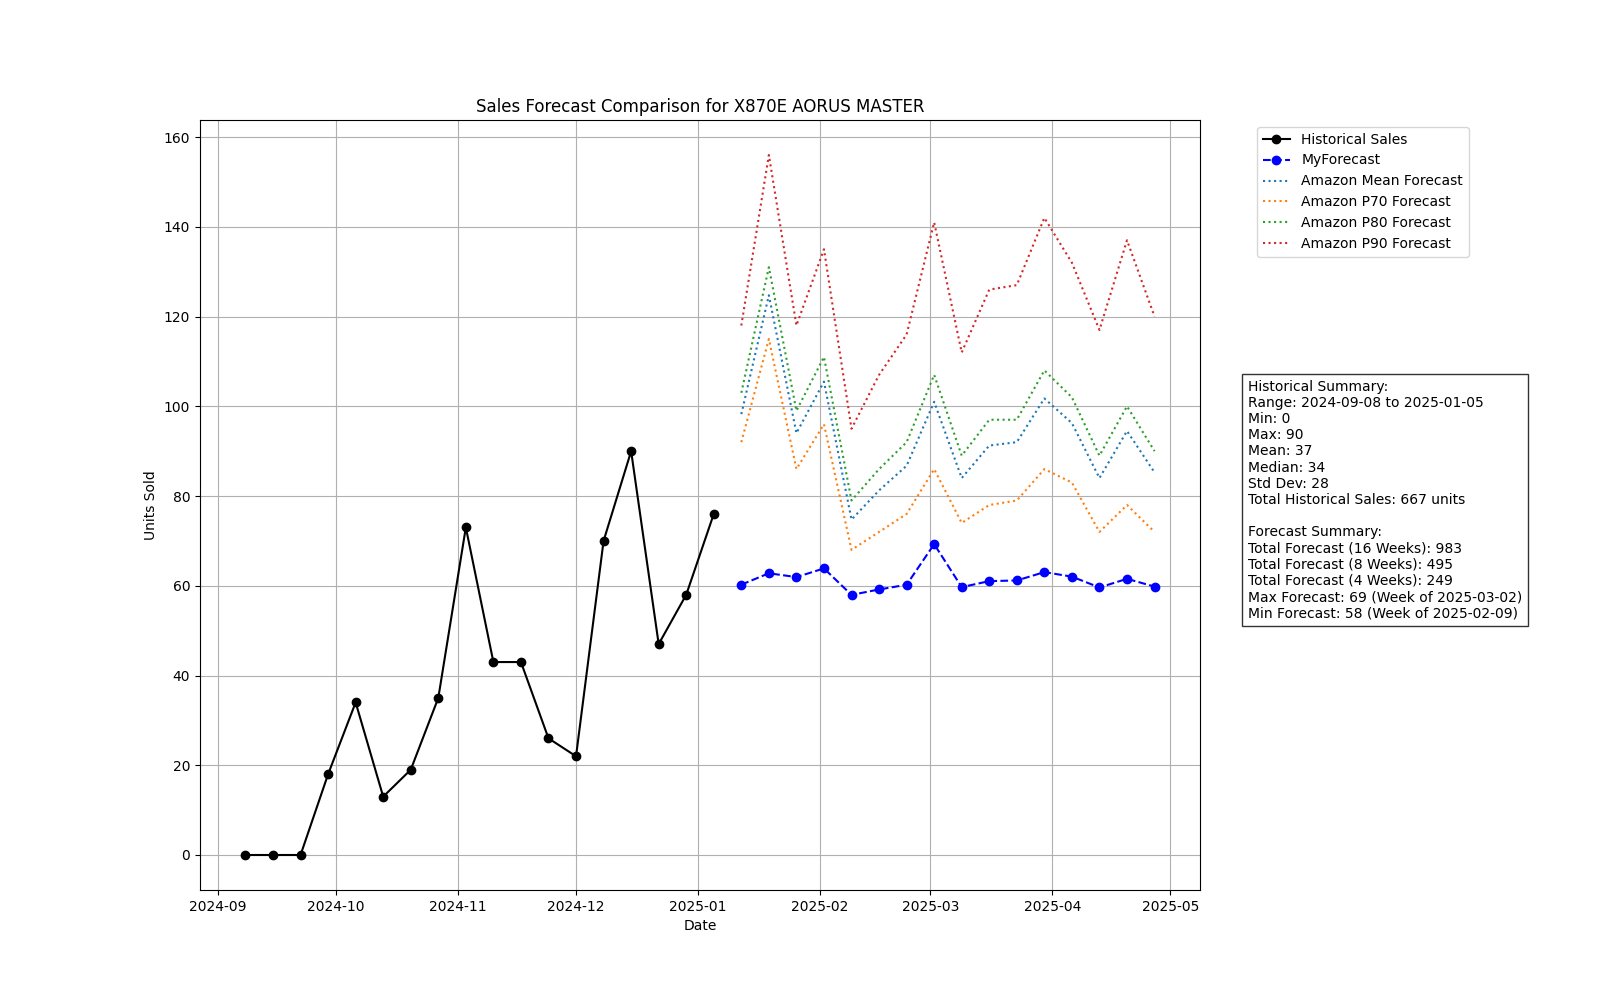 Sales Forecast Comparison for X870E AORUS MASTER
Units Sold
160
140
120
100
80
60
40
20
0
2024-09
2024-10
2024-11
2024-12
2025-01
2025-02
2025-03
2025-04
2025-05
Date
Historical Sales
MyForecast
Amazon Mean Forecast
Amazon P70 Forecast
Amazon P80 Forecast
Amazon P90 Forecast
Historical Summary:
Range: 2024-09-08 to 2025-01-05
Min: 0
Max: 90
Mean: 37
Median: 34
Std Dev: 28
Total Historical Sales: 667 units
Forecast Summary:
Total Forecast (16 Weeks): 983
Total Forecast (8 Weeks): 495
Total Forecast (4 Weeks): 249
Max Forecast: 69 (Week of 2025-03-02)
Min Forecast: 58 (Week of 2025-02-09)